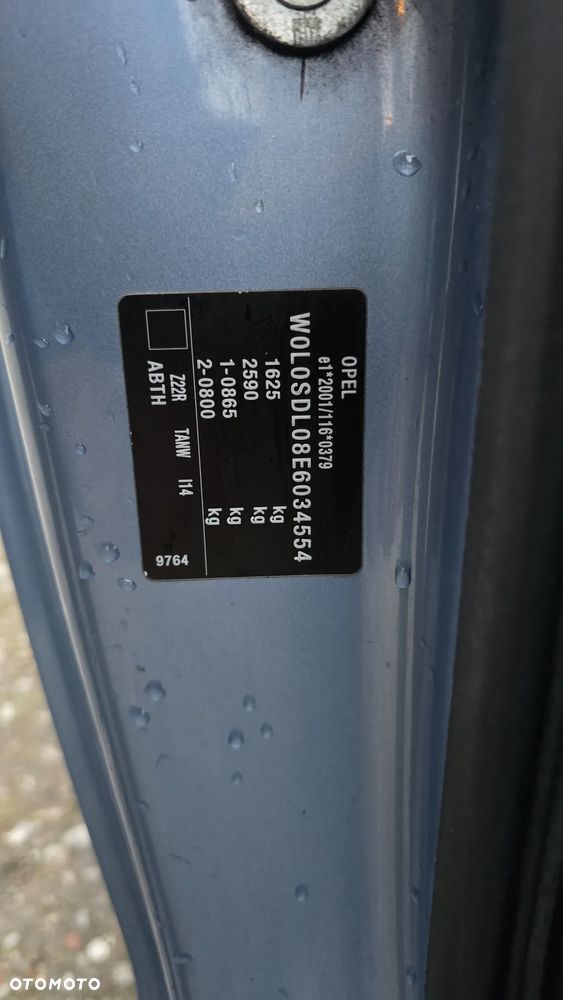 OPEL
e1*2001/116*0379
W0L0SDL08E6034554
1625 kg
2590 kg
1-0865 kg
2-0800 kg
Z22R TANW I14
ABTH
9764
OTOMOTO